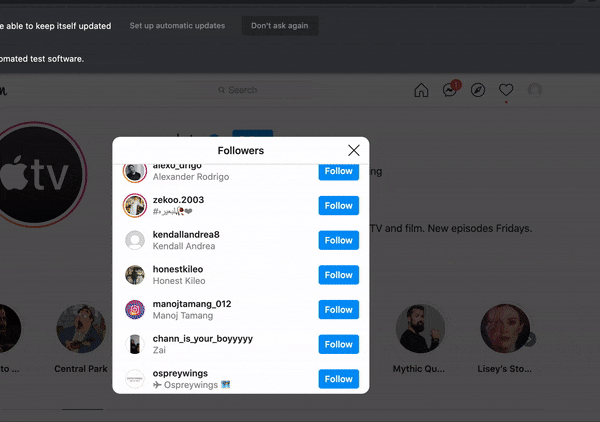 e able to keep itself updated
Set up automatic updates
Don't ask again
omated test software.
Search
1
tv
Followers
alexo_drigo
Alexander Rodrigo
Follow
zekoo.2003
Follow
kendallandrea8
Kendall Andrea
Follow
honestkileo
Honest Kileo
Follow
manojtamang_012
Manoj Tamang
Follow
chann_is_your_boyyyyy
Zai
Follow
ospreywings
✈ Ospreywings
Follow
TV and film. New episodes Fridays.
to ...
Central Park
Mythic Qu...
Lisey's Sto...